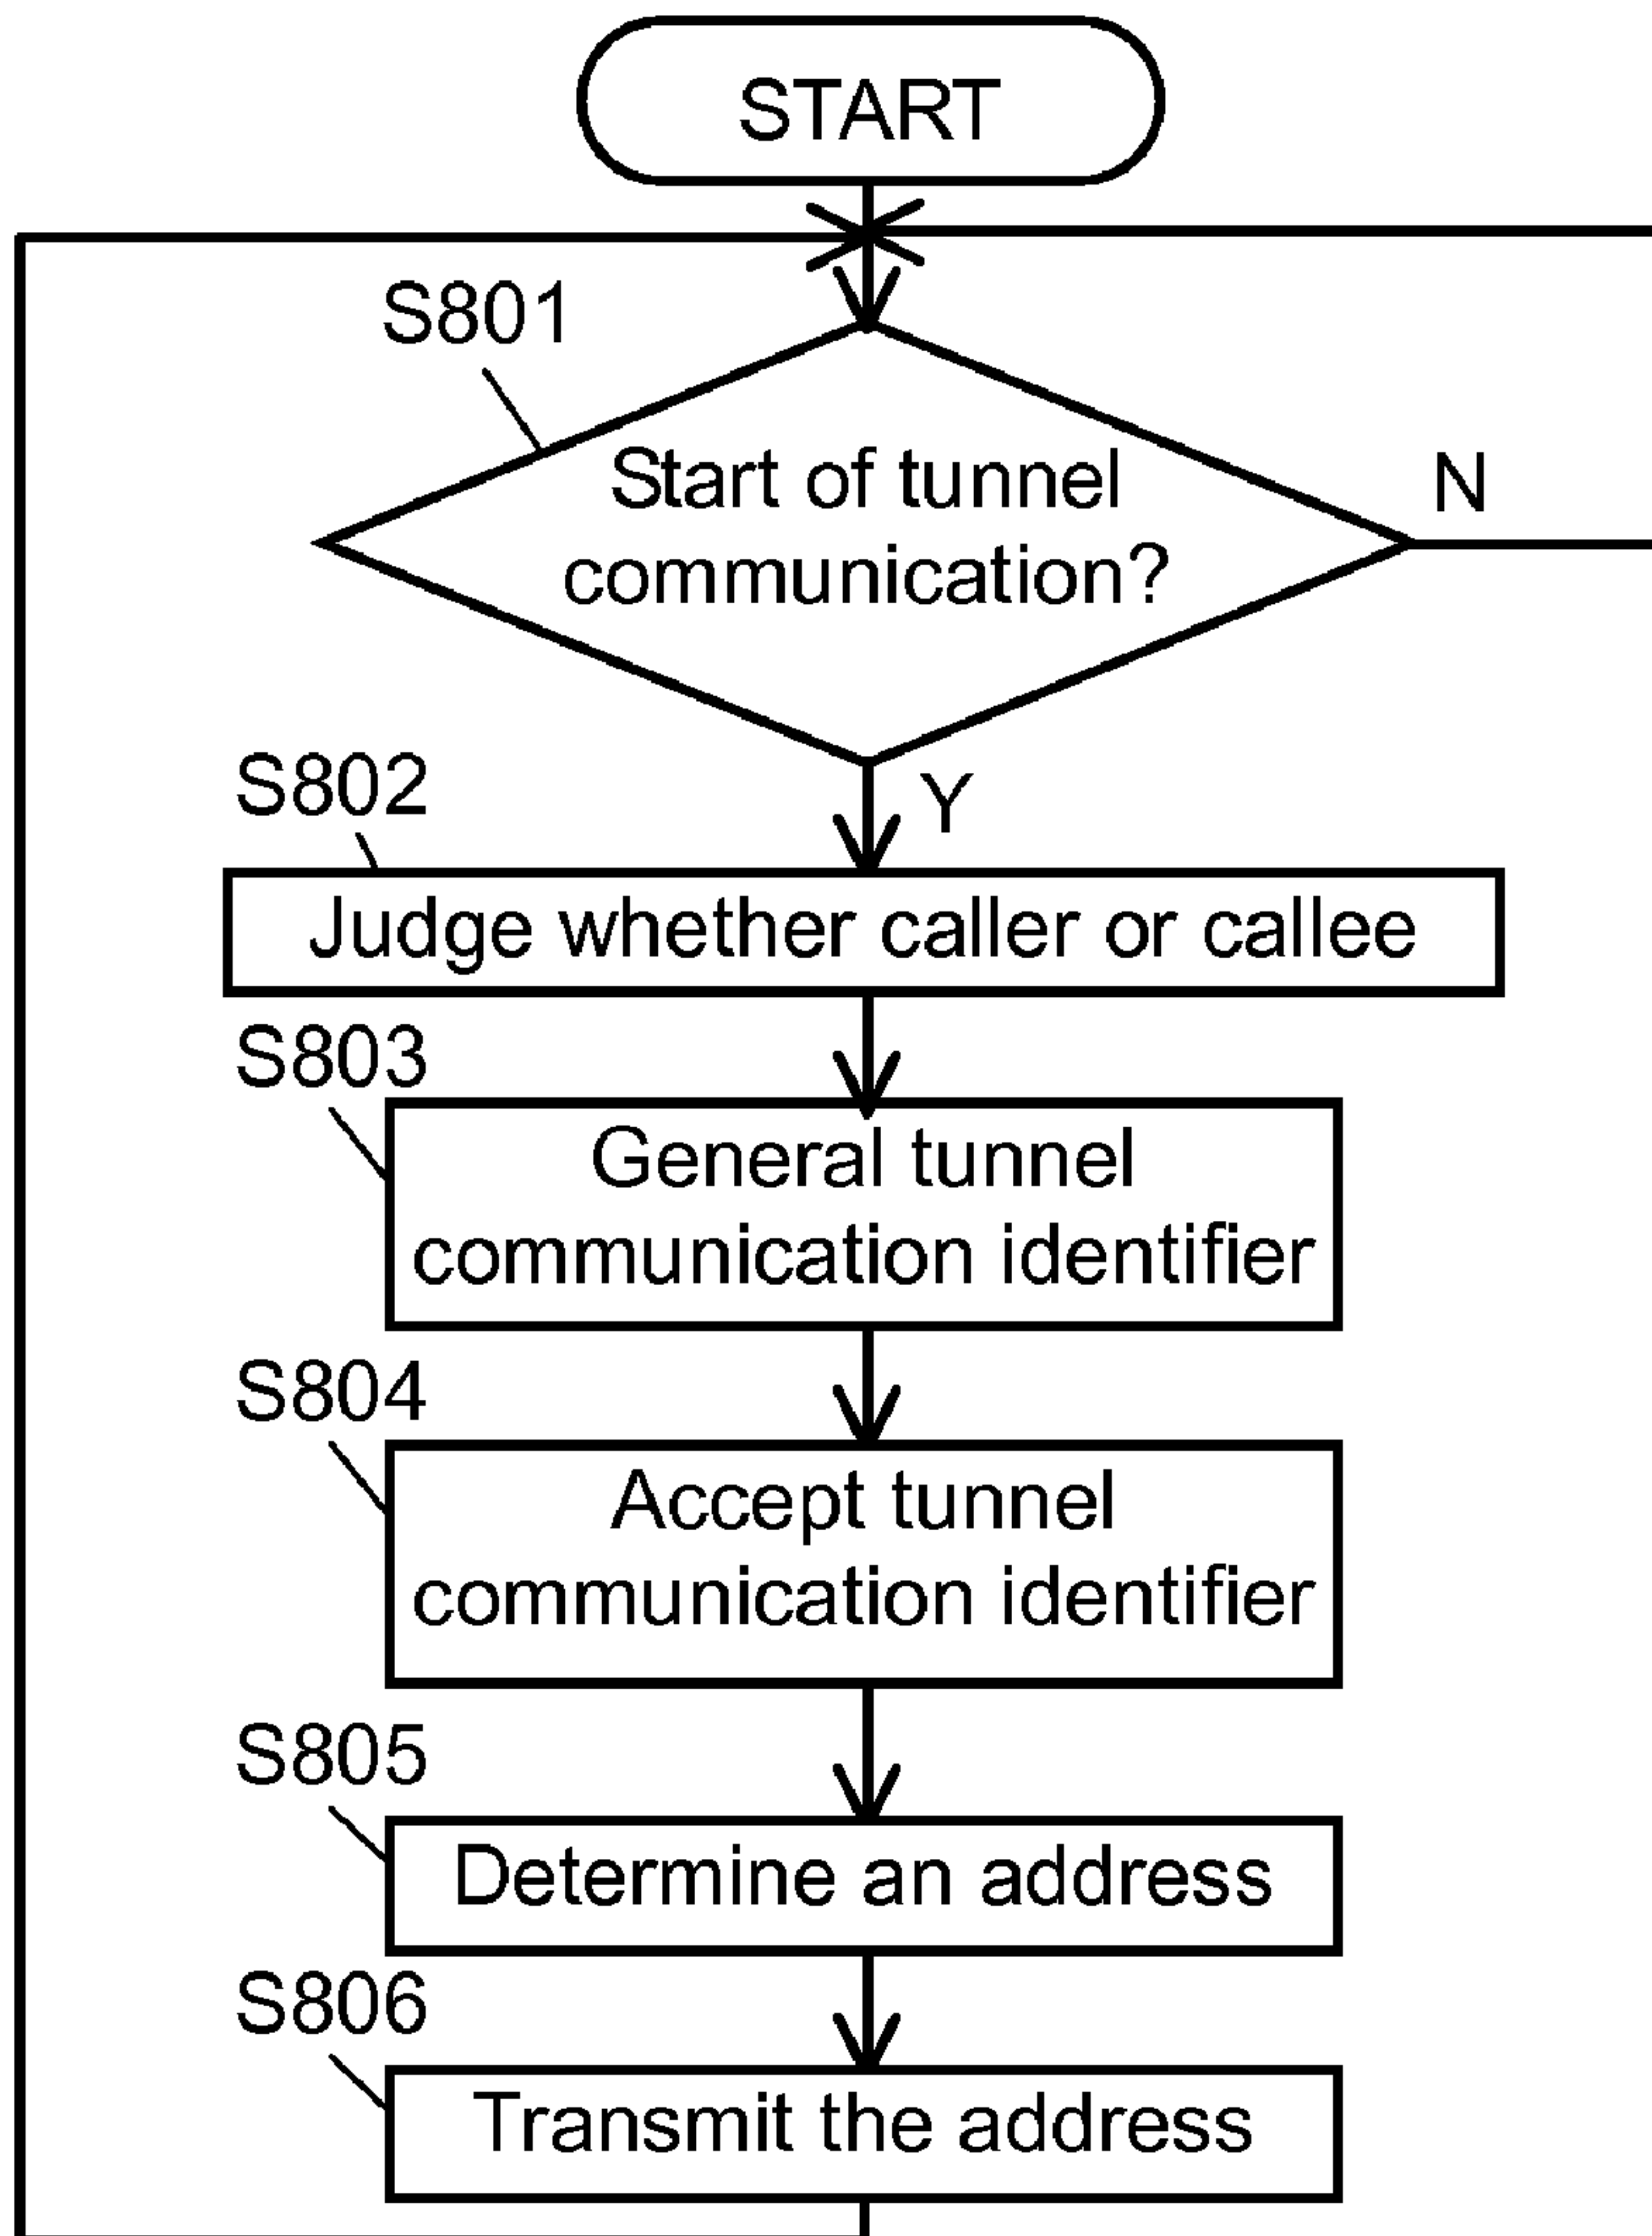 START
S801
Start of tunnel
communication?
N
Y
S802
Judge whether caller or callee
S803
General tunnel
communication identifier
S804
Accept tunnel
communication identifier
S805
Determine an address
S806
Transmit the address